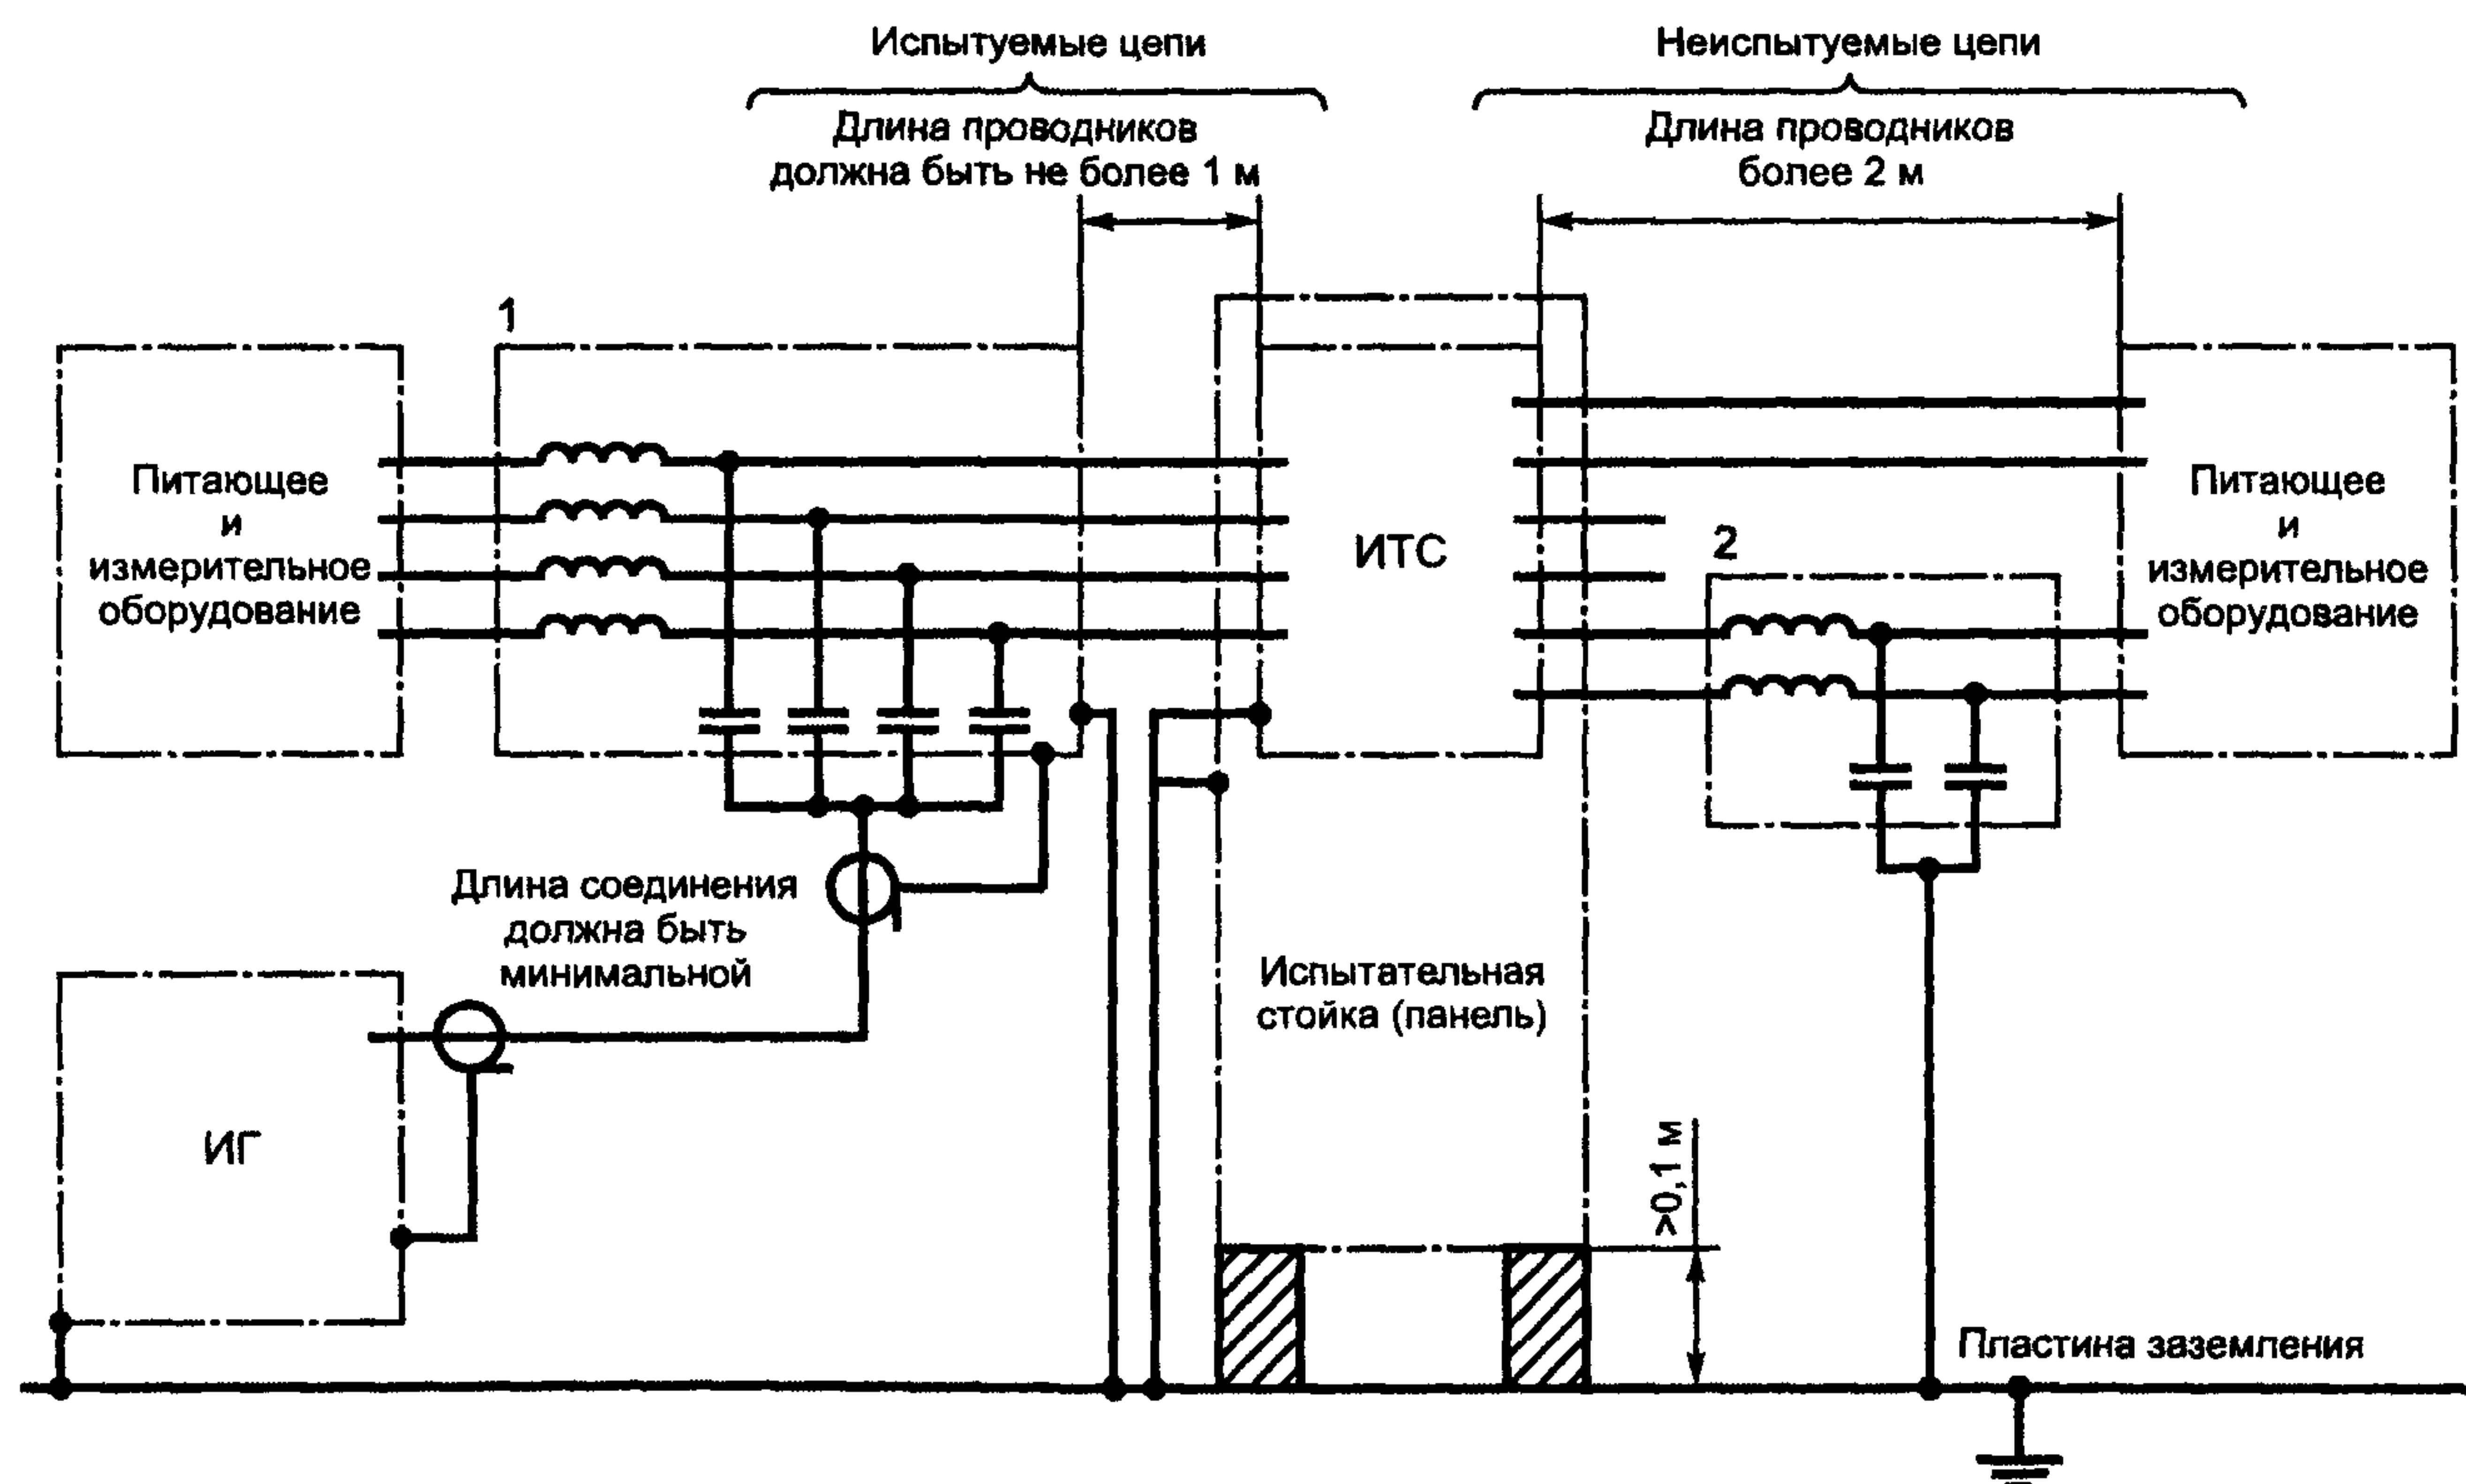 Испытуемые цепи
Длина проводников
должна быть не более 1 м
Неиспытуемые цепи
Длина проводников
более 2 м
1
Питающее
и
измерительное
оборудование
ИТС
2
Питающее
и
измерительное
оборудование
Длина соединения
должна быть
минимальной
ИГ
Испытательная
стойка (панель)
>0,1 м
Пластина заземления